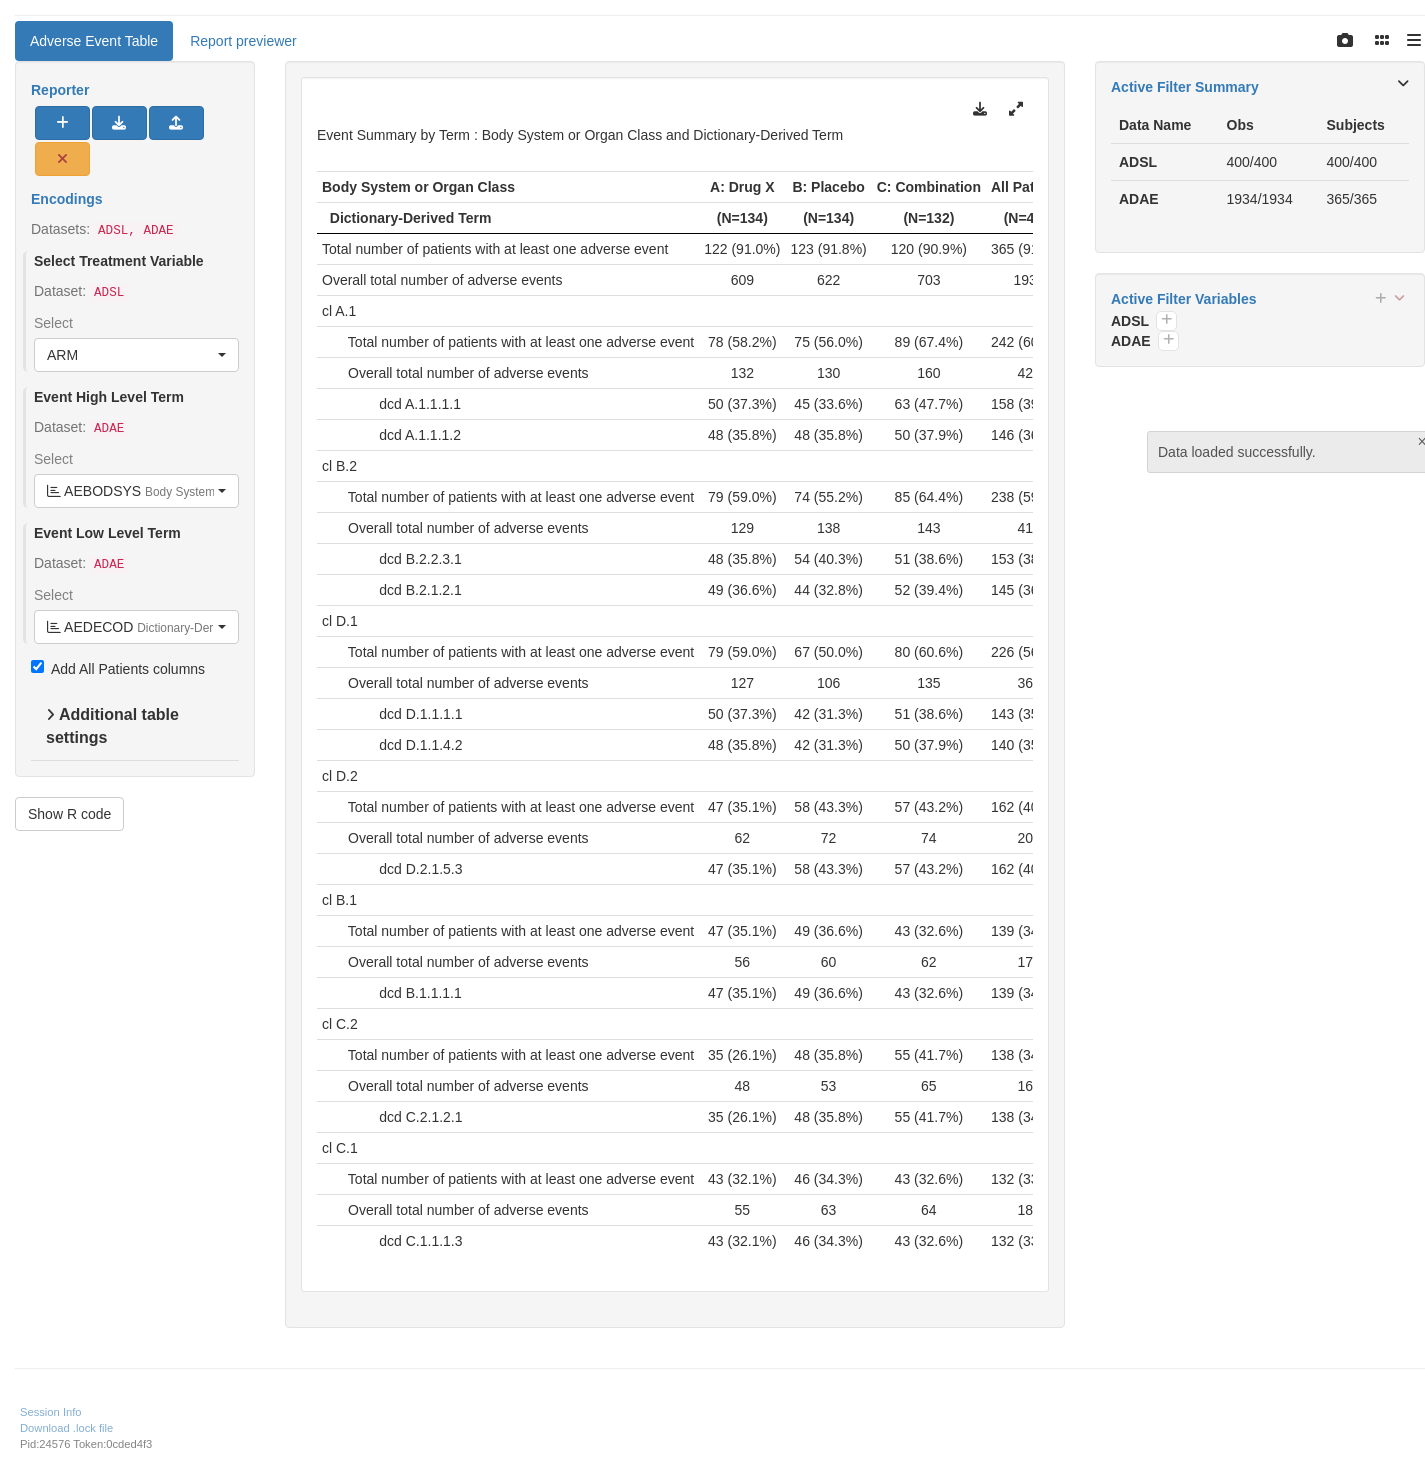 Adverse Event Table
Report previewer
Reporter
Encodings
Datasets: ADSL, ADAE
Select Treatment Variable
Dataset: ADSL
Select
ARM
Event High Level Term
Dataset: ADAE
Select
AEBODSYS Body System
Event Low Level Term
Dataset: ADAE
Select
AEDECOD Dictionary-Der
Add All Patients columns
Additional table
settings
Show R code
Event Summary by Term : Body System or Organ Class and Dictionary-Derived Term
Body System or Organ Class A: Drug X B: Placebo C: Combination All Pat
Dictionary-Derived Term (N=134) (N=134) (N=132) (N=4
Total number of patients with at least one adverse event 122 (91.0%) 123 (91.8%) 120 (90.9%) 365 (91
Overall total number of adverse events 609 622 703 193
cl A.1
Total number of patients with at least one adverse event 78 (58.2%) 75 (56.0%) 89 (67.4%) 242 (60
Overall total number of adverse events 132 130 160 42
dcd A.1.1.1.1 50 (37.3%) 45 (33.6%) 63 (47.7%) 158 (39
dcd A.1.1.1.2 48 (35.8%) 48 (35.8%) 50 (37.9%) 146 (36
cl B.2
Total number of patients with at least one adverse event 79 (59.0%) 74 (55.2%) 85 (64.4%) 238 (59
Overall total number of adverse events 129 138 143 41
dcd B.2.2.3.1 48 (35.8%) 54 (40.3%) 51 (38.6%) 153 (38
dcd B.2.1.2.1 49 (36.6%) 44 (32.8%) 52 (39.4%) 145 (36
cl D.1
Total number of patients with at least one adverse event 79 (59.0%) 67 (50.0%) 80 (60.6%) 226 (56
Overall total number of adverse events 127 106 135 36
dcd D.1.1.1.1 50 (37.3%) 42 (31.3%) 51 (38.6%) 143 (35
dcd D.1.1.4.2 48 (35.8%) 42 (31.3%) 50 (37.9%) 140 (35
cl D.2
Total number of patients with at least one adverse event 47 (35.1%) 58 (43.3%) 57 (43.2%) 162 (40
Overall total number of adverse events 62 72 74 20
dcd D.2.1.5.3 47 (35.1%) 58 (43.3%) 57 (43.2%) 162 (40
cl B.1
Total number of patients with at least one adverse event 47 (35.1%) 49 (36.6%) 43 (32.6%) 139 (34
Overall total number of adverse events 56 60 62 17
dcd B.1.1.1.1 47 (35.1%) 49 (36.6%) 43 (32.6%) 139 (34
cl C.2
Total number of patients with at least one adverse event 35 (26.1%) 48 (35.8%) 55 (41.7%) 138 (34
Overall total number of adverse events 48 53 65 16
dcd C.2.1.2.1 35 (26.1%) 48 (35.8%) 55 (41.7%) 138 (34
cl C.1
Total number of patients with at least one adverse event 43 (32.1%) 46 (34.3%) 43 (32.6%) 132 (33
Overall total number of adverse events 55 63 64 18
dcd C.1.1.1.3 43 (32.1%) 46 (34.3%) 43 (32.6%) 132 (33
Active Filter Summary
Data Name Obs Subjects
ADSL 400/400 400/400
ADAE 1934/1934 365/365
Active Filter Variables
ADSL
ADAE
Data loaded successfully.
Session Info
Download .lock file
Pid:24576 Token:0cded4f3